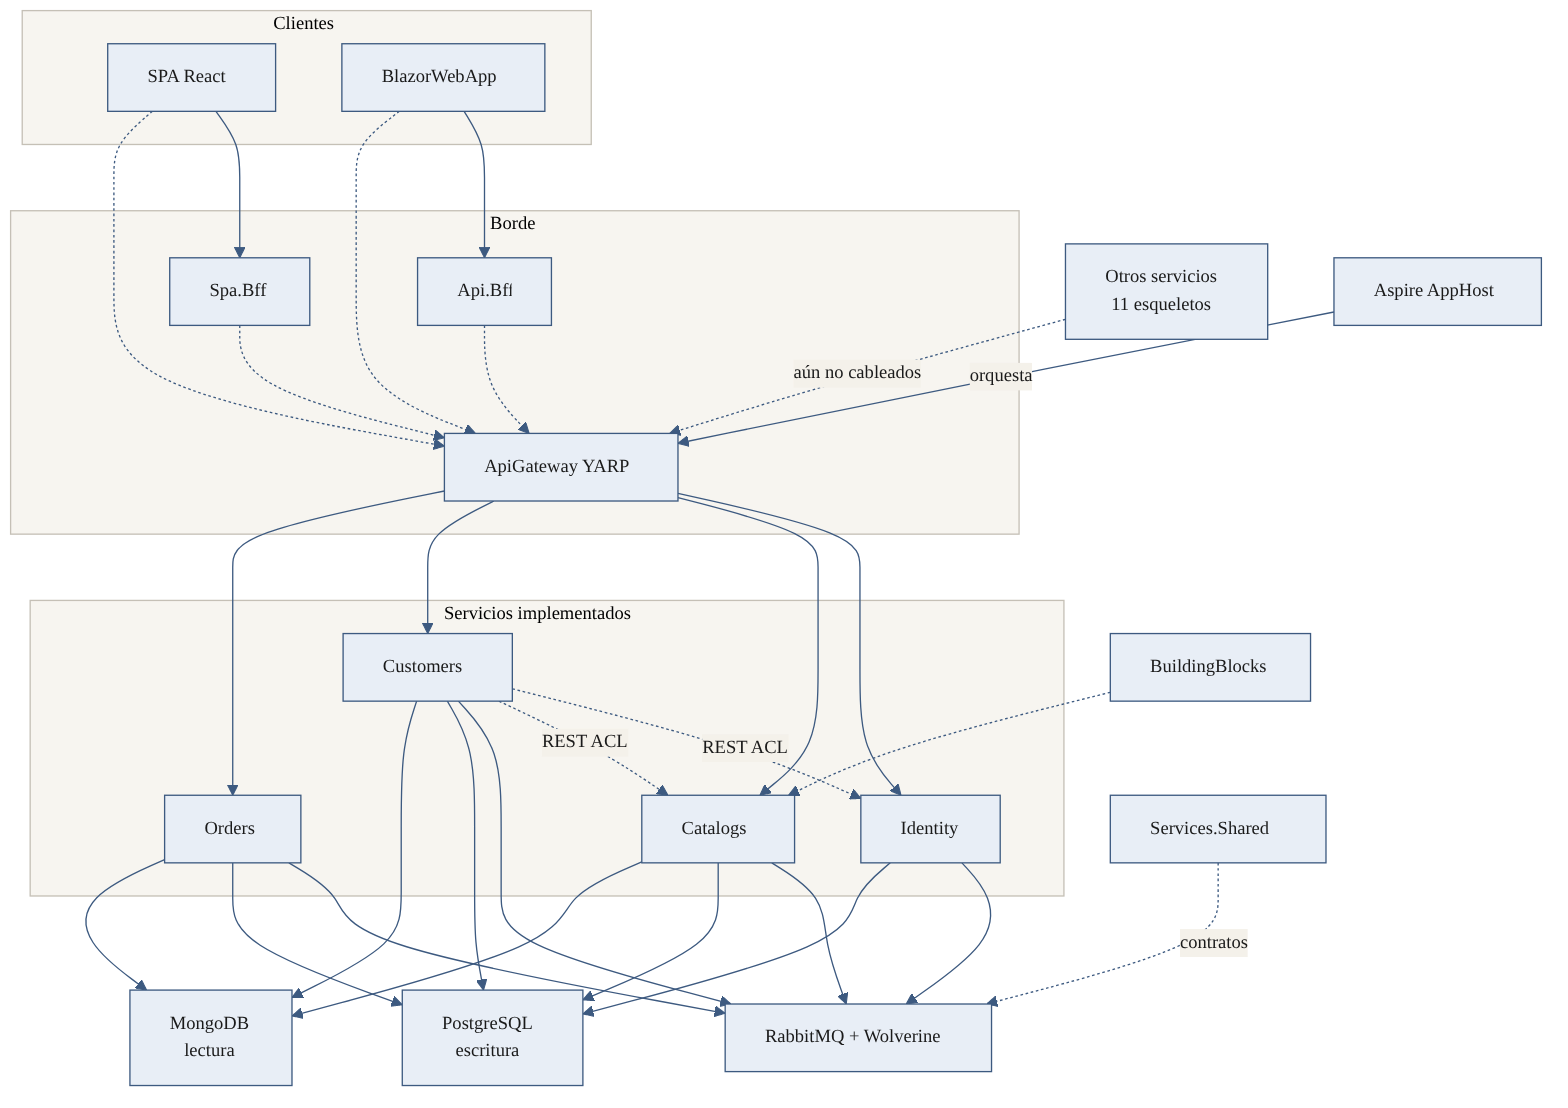 Clientes
SPA React
BlazorWebApp
Borde
Spa.Bff
Api.Bff
Otros servicios
11 esqueletos
Aspire AppHost
aún no cableados
orquesta
ApiGateway YARP
Servicios implementados
Customers
BuildingBlocks
REST ACL
REST ACL
Orders
Catalogs
Identity
Services.Shared
contratos
MongoDB
lectura
PostgreSQL
escritura
RabbitMQ + Wolverine